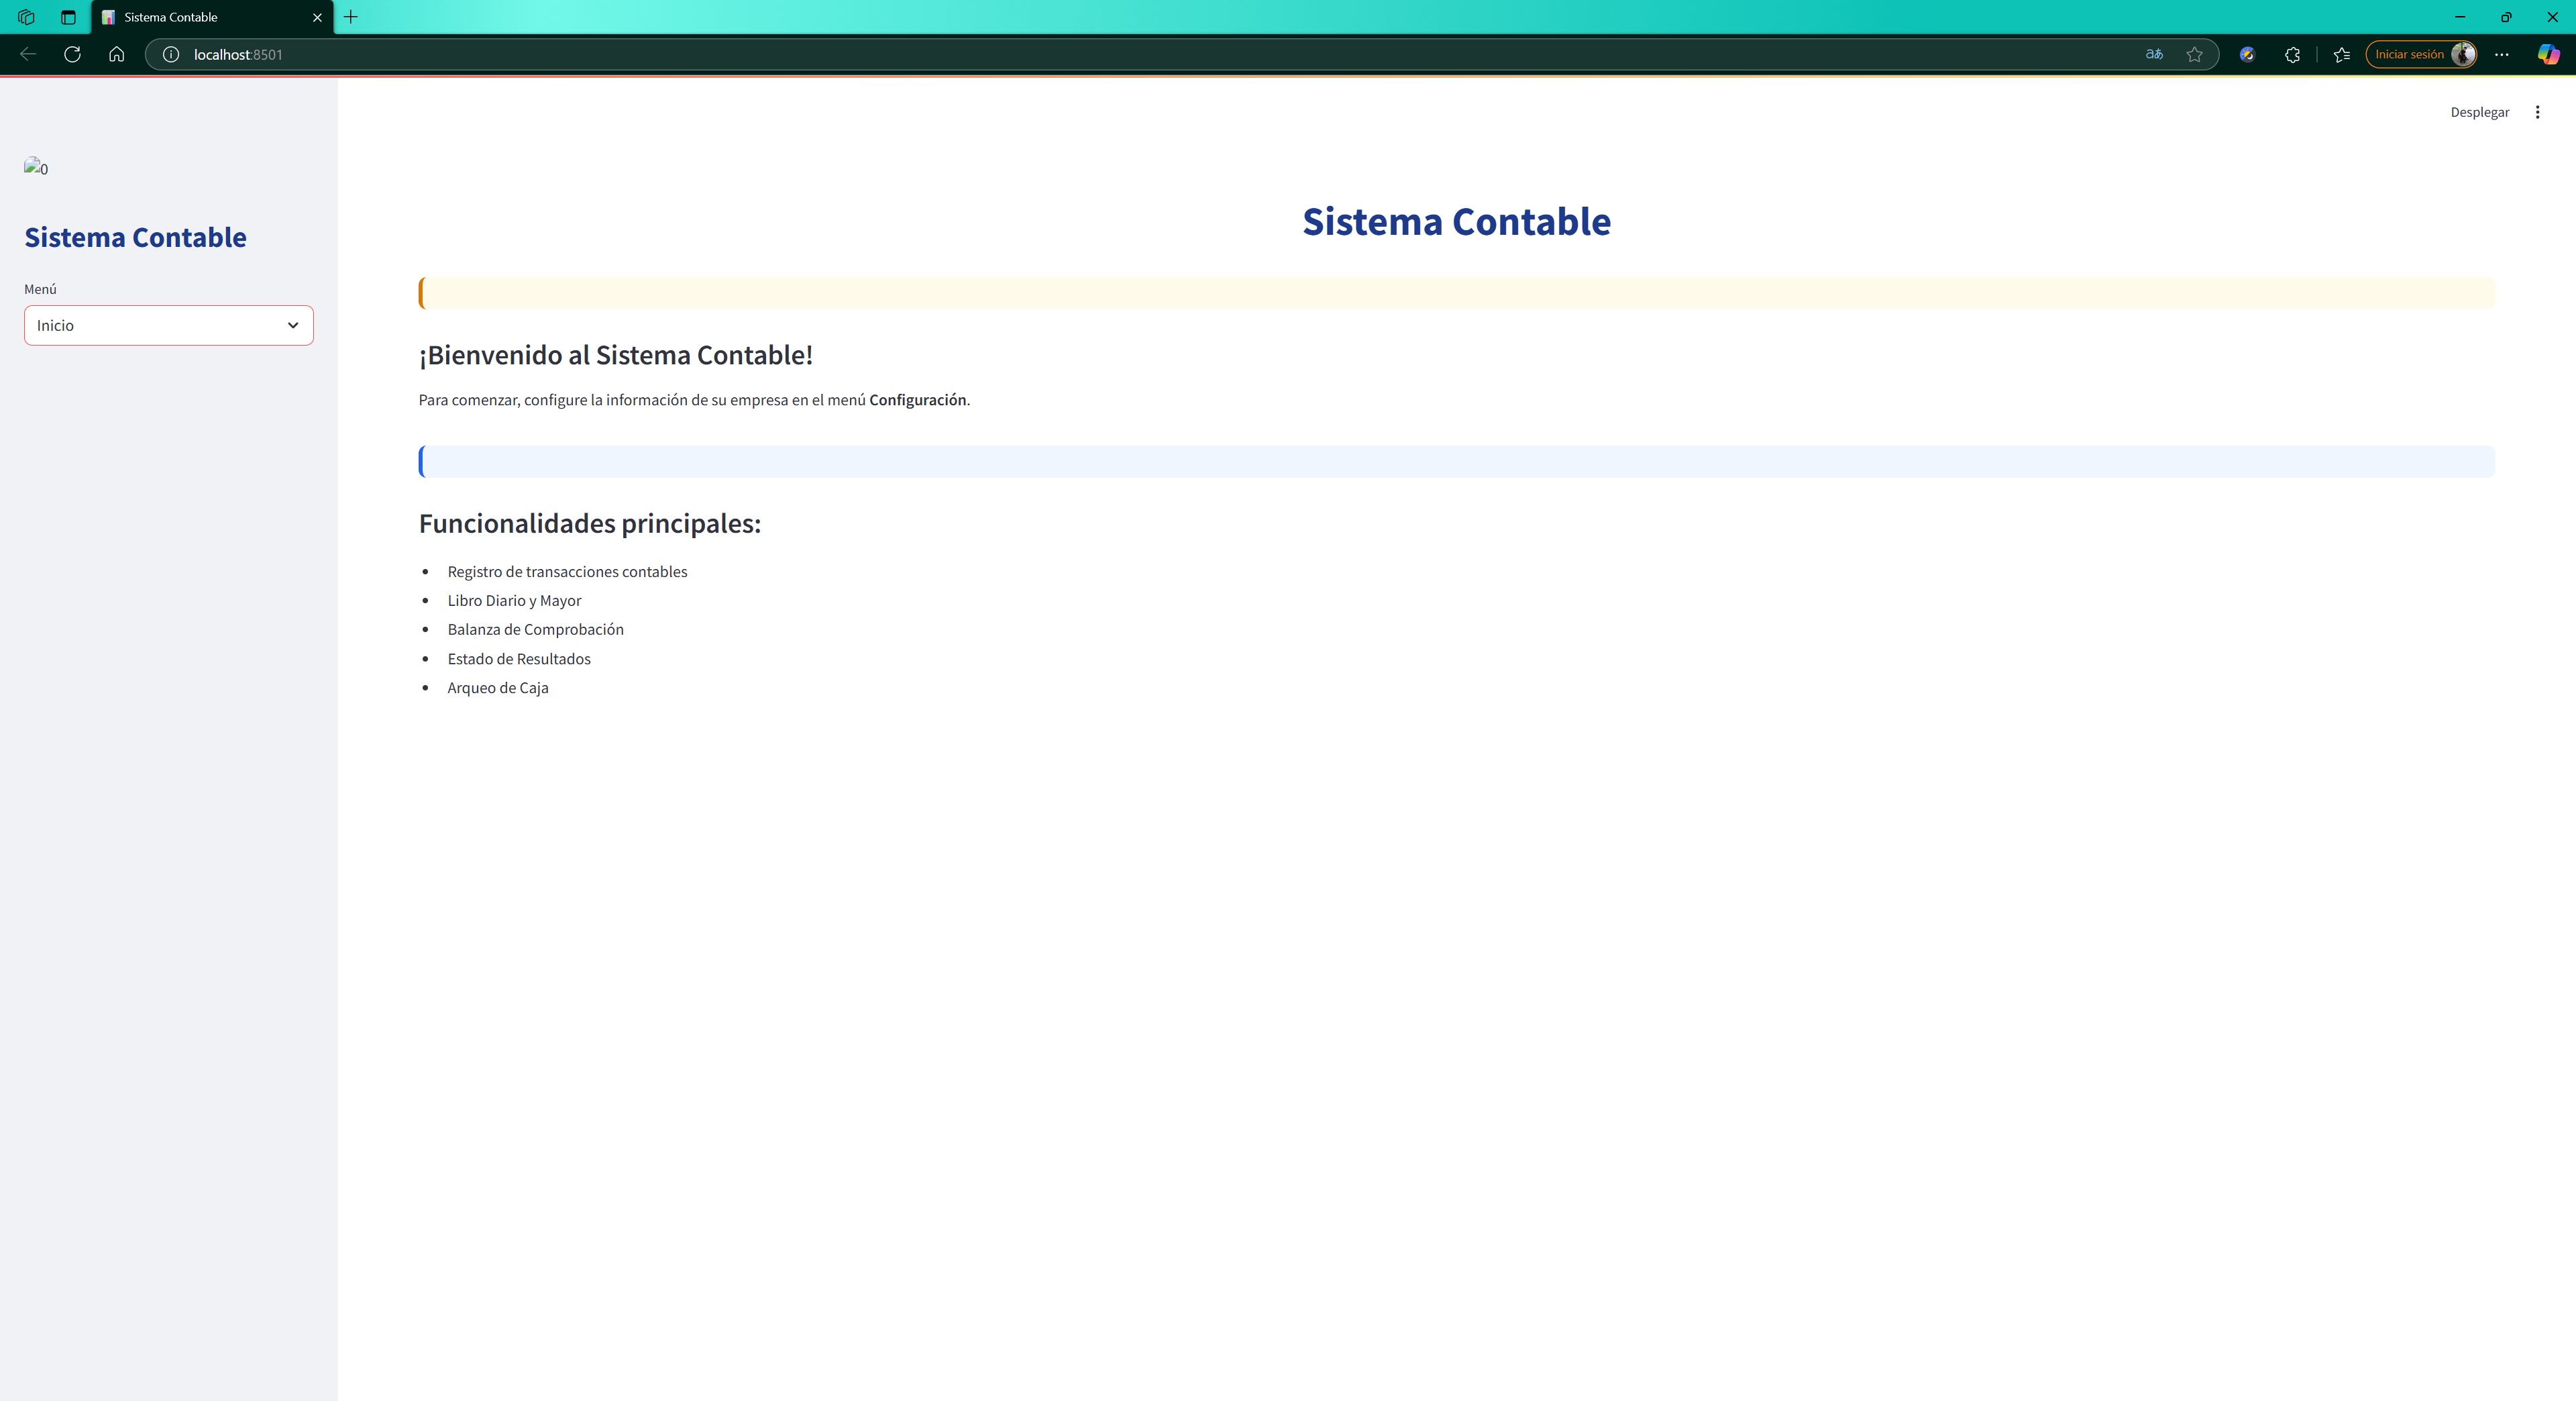 Sistema Contable
localhost:8501
aあ
Iniciar sesión
Desplegar
0
Sistema Contable
Menú
Inicio
Sistema Contable
¡Bienvenido al Sistema Contable!
Para comenzar, configure la información de su empresa en el menú Configuración.
Funcionalidades principales:
• Registro de transacciones contables
• Libro Diario y Mayor
• Balanza de Comprobación
• Estado de Resultados
• Arqueo de Caja